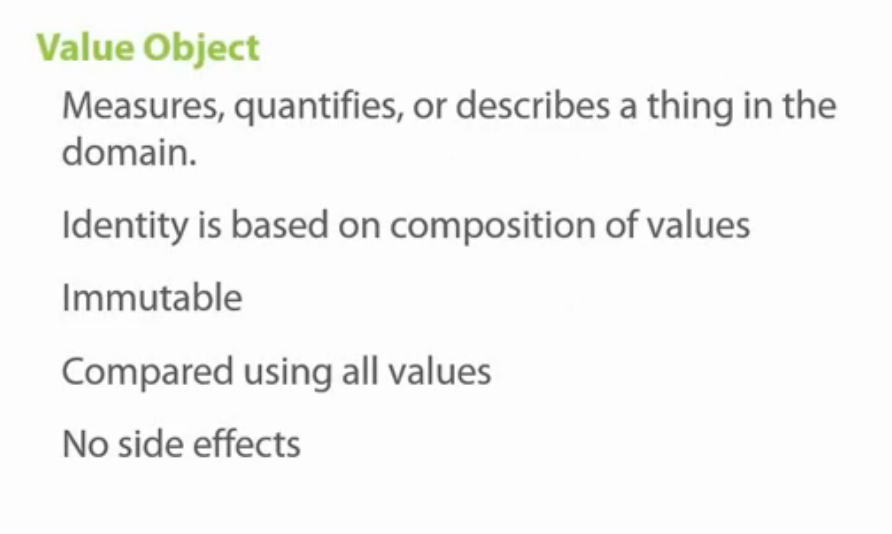 Value Object
Measures, quantifies, or describes a thing in the
domain.
Identity is based on composition of values
Immutable
Compared using all values
No side effects